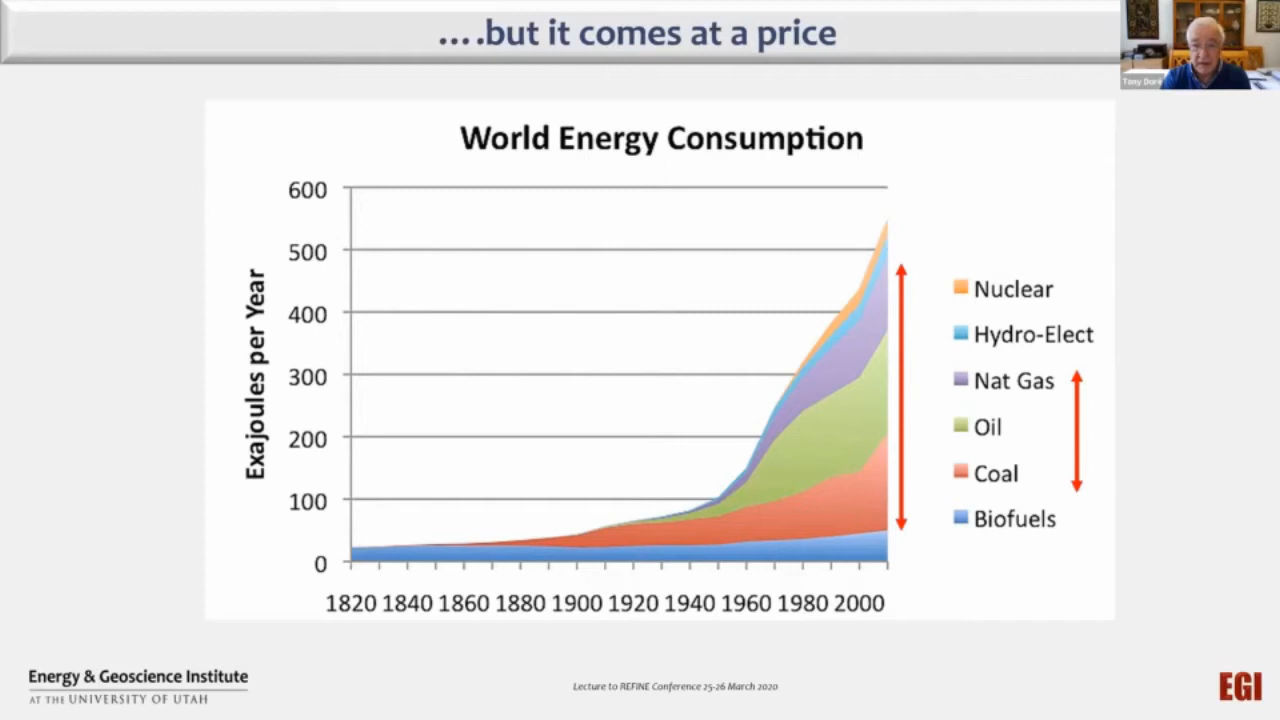 ....but it comes at a price
Tony Doré
World Energy Consumption
600
500
400
300
200
100
0
Exajoules per Year
1820 1840 1860 1880 1900 1920 1940 1960 1980 2000
Nuclear
Hydro-Elect
Nat Gas
Oil
Coal
Biofuels
Energy & Geoscience Institute
AT THE UNIVERSITY OF UTAH
Lecture to REFINE Conference 25-26 March 2020
EGI